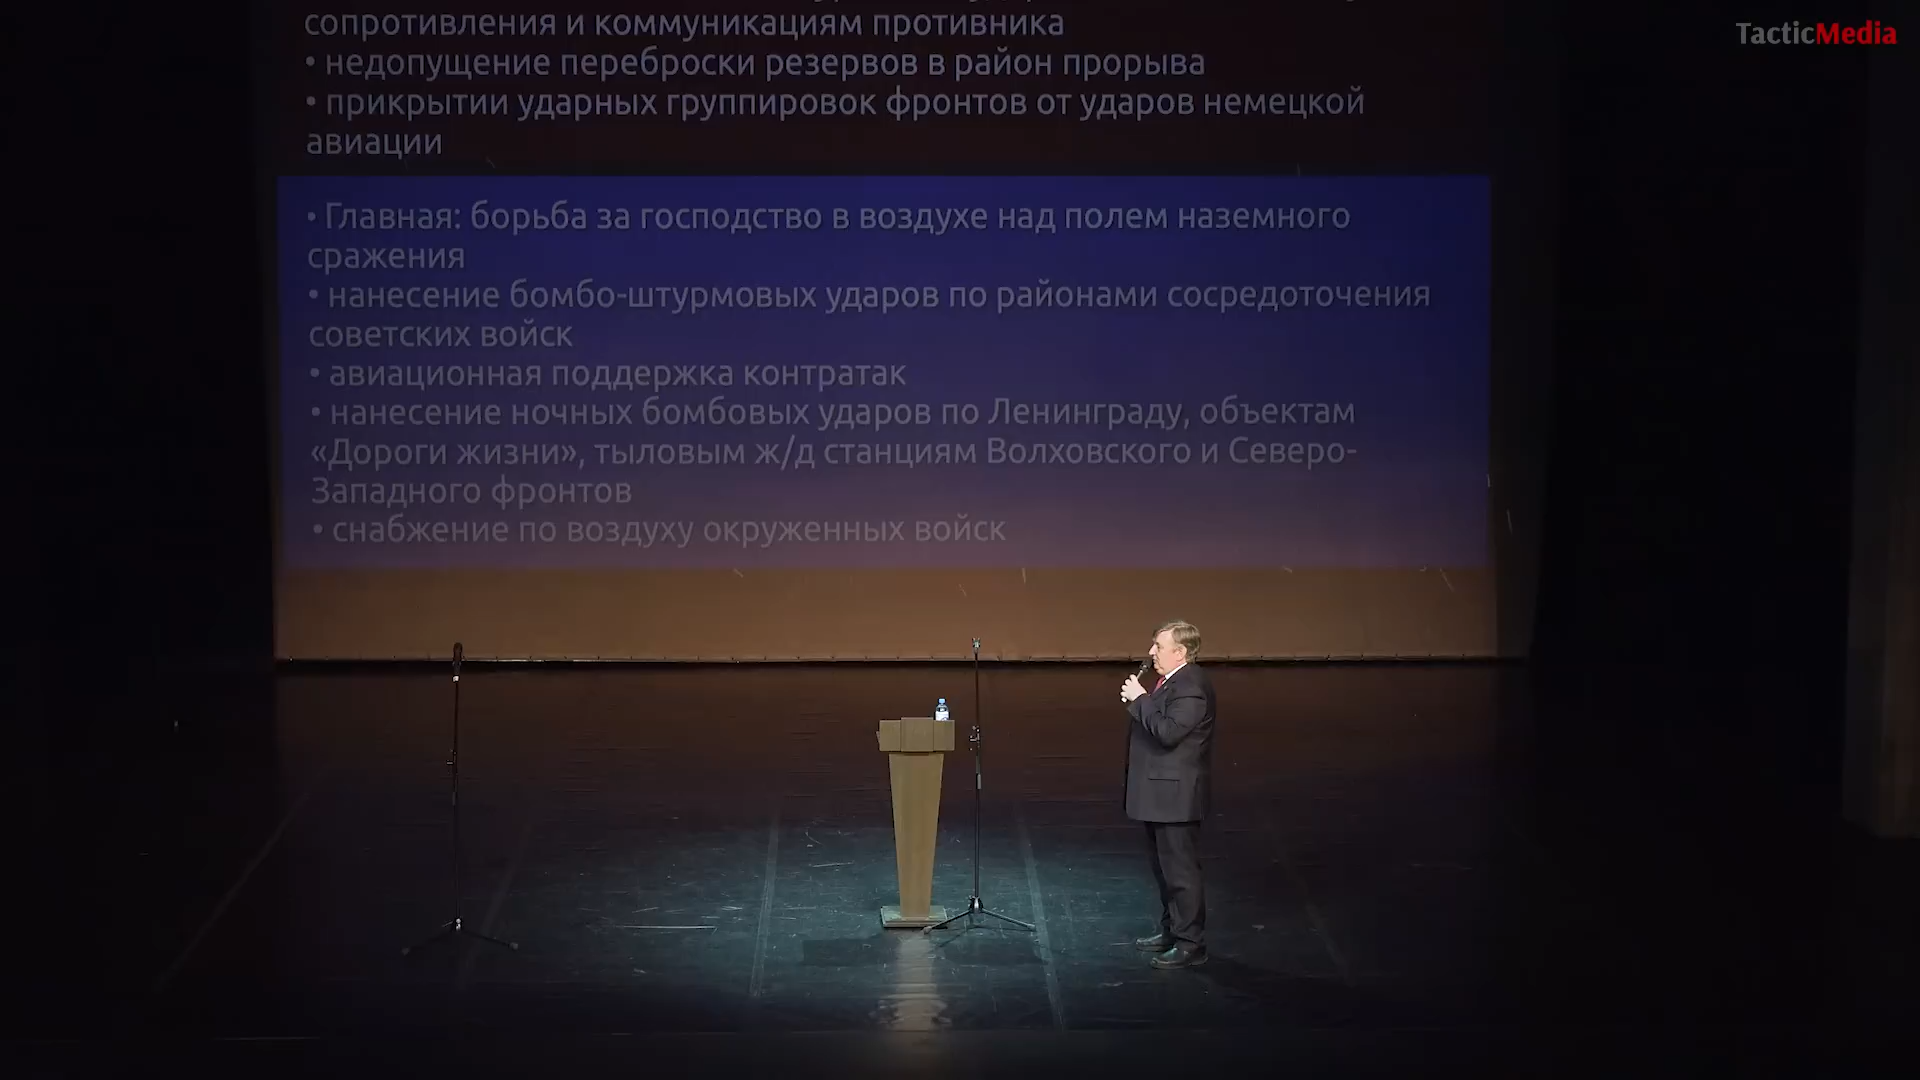 TacticMedia
сопротивления и коммуникациям противника
• недопущение переброски резервов в район прорыва
• прикрытии ударных группировок фронтов от ударов немецкой
авиации
• Главная: борьба за господство в воздухе над полем наземного
сражения
• нанесение бомбо-штурмовых ударов по районами сосредоточения
советских войск
• авиационная поддержка контратак
• нанесение ночных бомбовых ударов по Ленинграду, объектам
«Дороги жизни», тыловым ж/д станциям Волховского и Северо-
Западного фронтов
• снабжение по воздуху окруженных войск